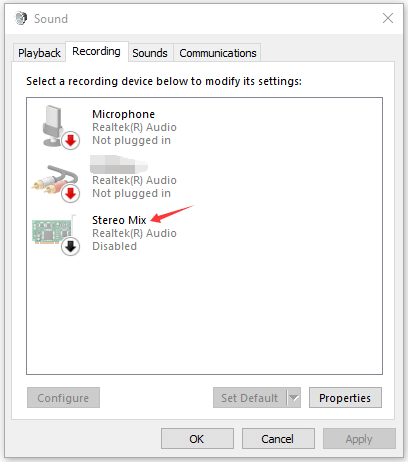 Sound
Playback Recording Sounds Communications
Select a recording device below to modify its settings:
Microphone
Realtek(R) Audio
Not plugged in
Realtek(R) Audio
Not plugged in
Stereo Mix
Realtek(R) Audio
Disabled
Configure Set Default Properties
OK Cancel Apply